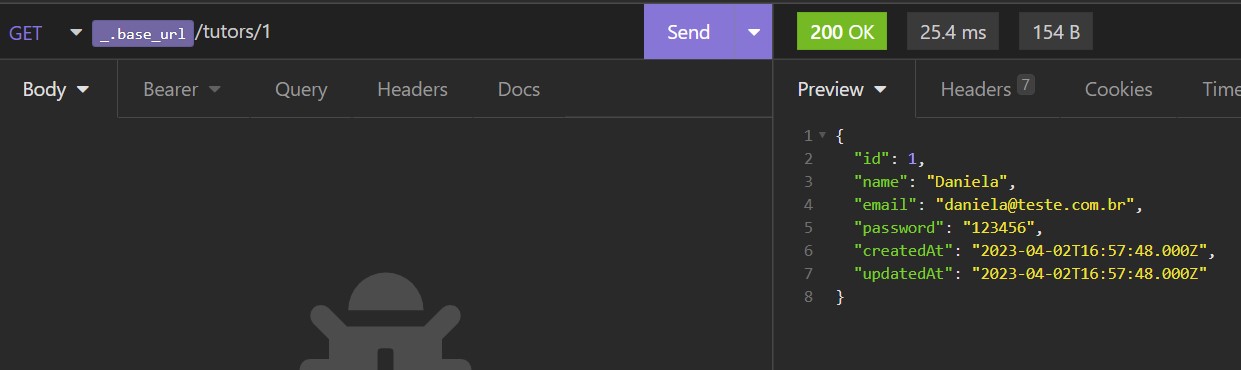 GET _.base_url/tutors/1 Send 200 OK 25.4 ms 154 B
Body Bearer Query Headers Docs Preview Headers 7 Cookies Time
1 {
2 "id": 1,
3 "name": "Daniela",
4 "email": "daniela@teste.com.br",
5 "password": "123456",
6 "createdAt": "2023-04-02T16:57:48.000Z",
7 "updatedAt": "2023-04-02T16:57:48.000Z"
8 }